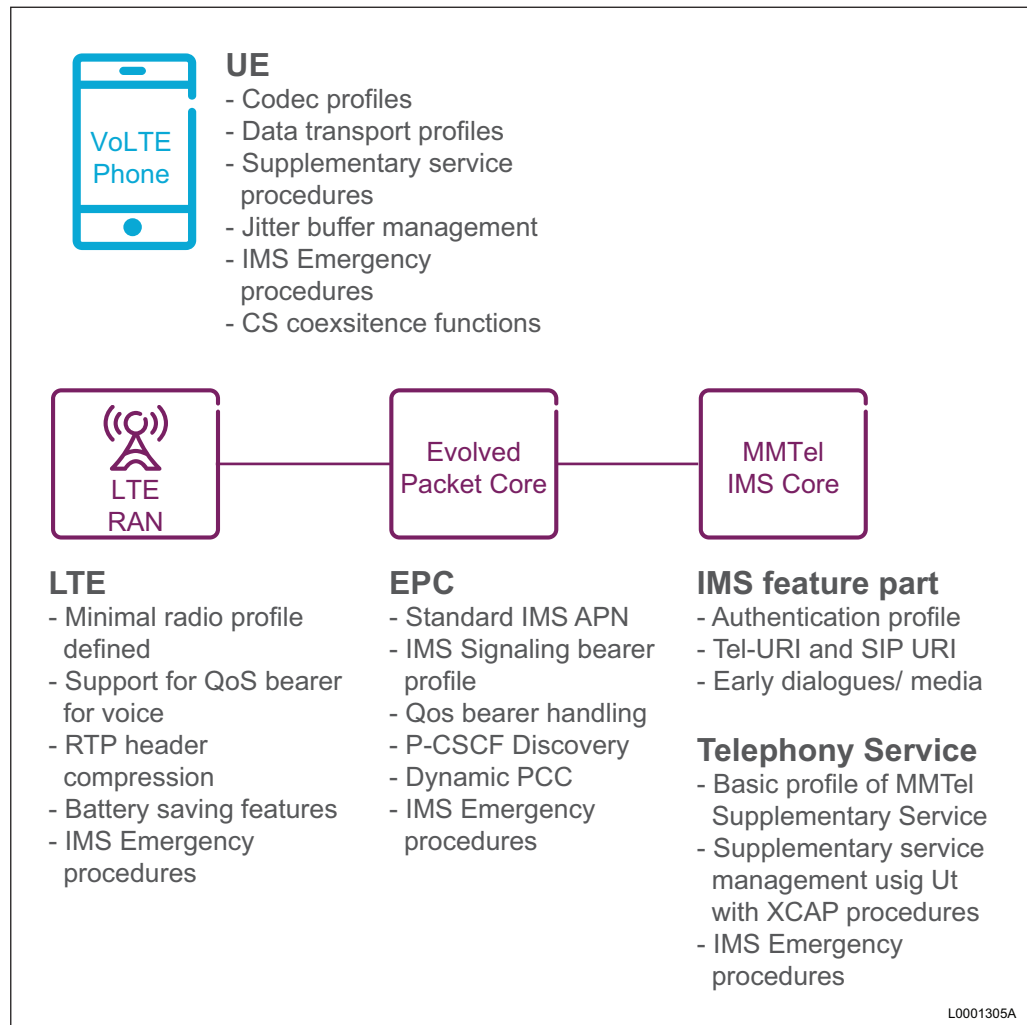 VoLTE
Phone
UE
- Codec profiles
- Data transport profiles
- Supplementary service
procedures
- Jitter buffer management
- IMS Emergency
procedures
- CS coexsitence functions
LTE
RAN
Evolved
Packet Core
MMTel
IMS Core
LTE
- Minimal radio profile
defined
- Support for QoS bearer
for voice
- RTP header
compression
- Battery saving features
- IMS Emergency
procedures
EPC
- Standard IMS APN
- IMS Signaling bearer
profile
- Qos bearer handling
- P-CSCF Discovery
- Dynamic PCC
- IMS Emergency
procedures
IMS feature part
- Authentication profile
- Tel-URI and SIP URI
- Early dialogues/ media
Telephony Service
- Basic profile of MMTel
Supplementary Service
- Supplementary service
management usig Ut
with XCAP procedures
- IMS Emergency
procedures
L0001305A